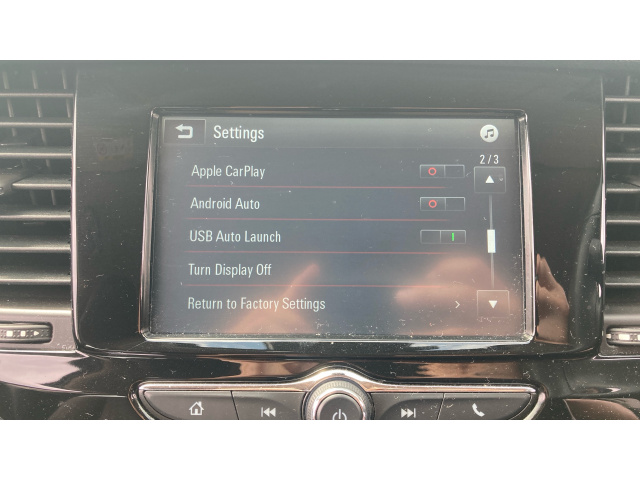 Settings
2/3
Apple CarPlay
Android Auto
USB Auto Launch
Turn Display Off
Return to Factory Settings